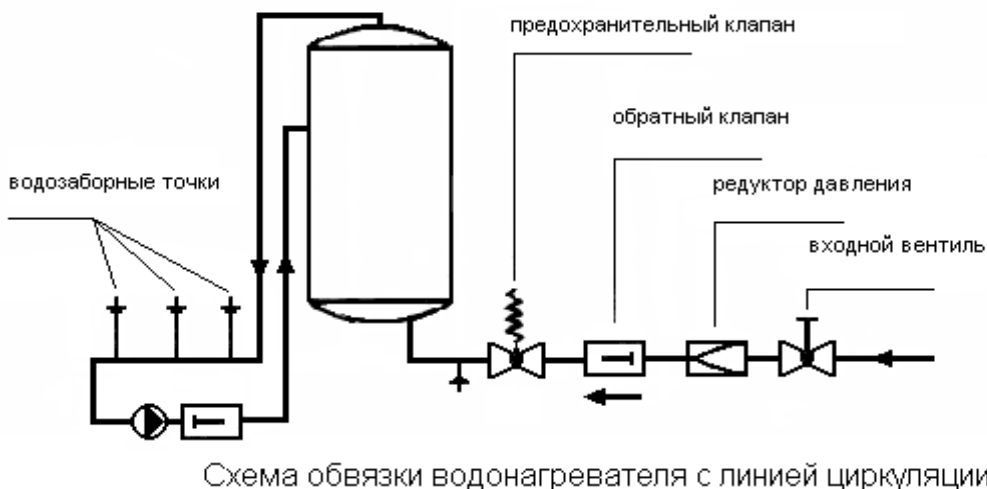 предохранительный клапан
обратный клапан
водозаборные точки
редуктор давления
входной вентиль
Схема обвязки водонагревателя с линией циркуляции